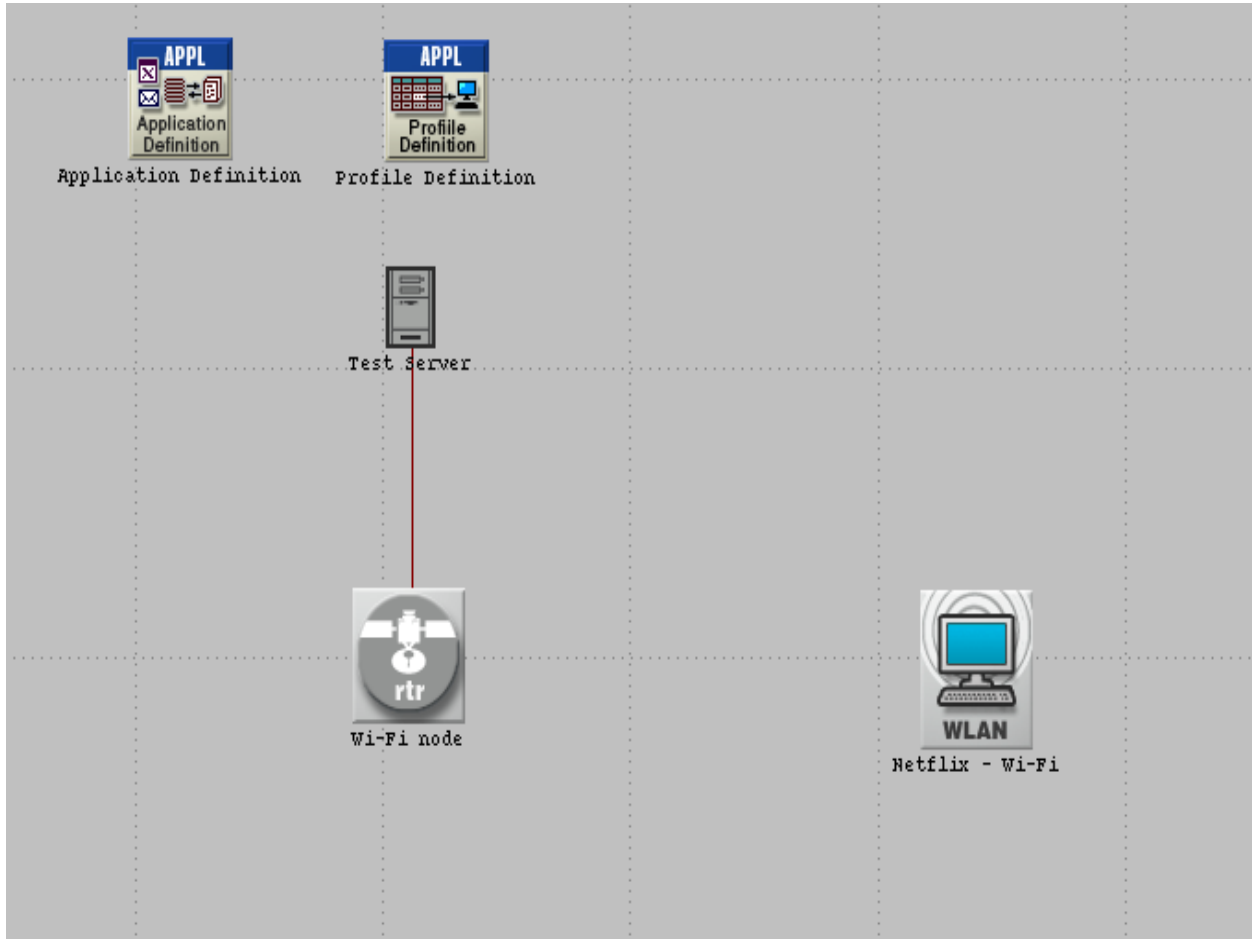 APPL
Application
Definition
Application Definition
APPL
Profiile
Definition
Profile Definition
Test Server
rtr
Wi-Fi node
WLAN
Netflix - Wi-Fi